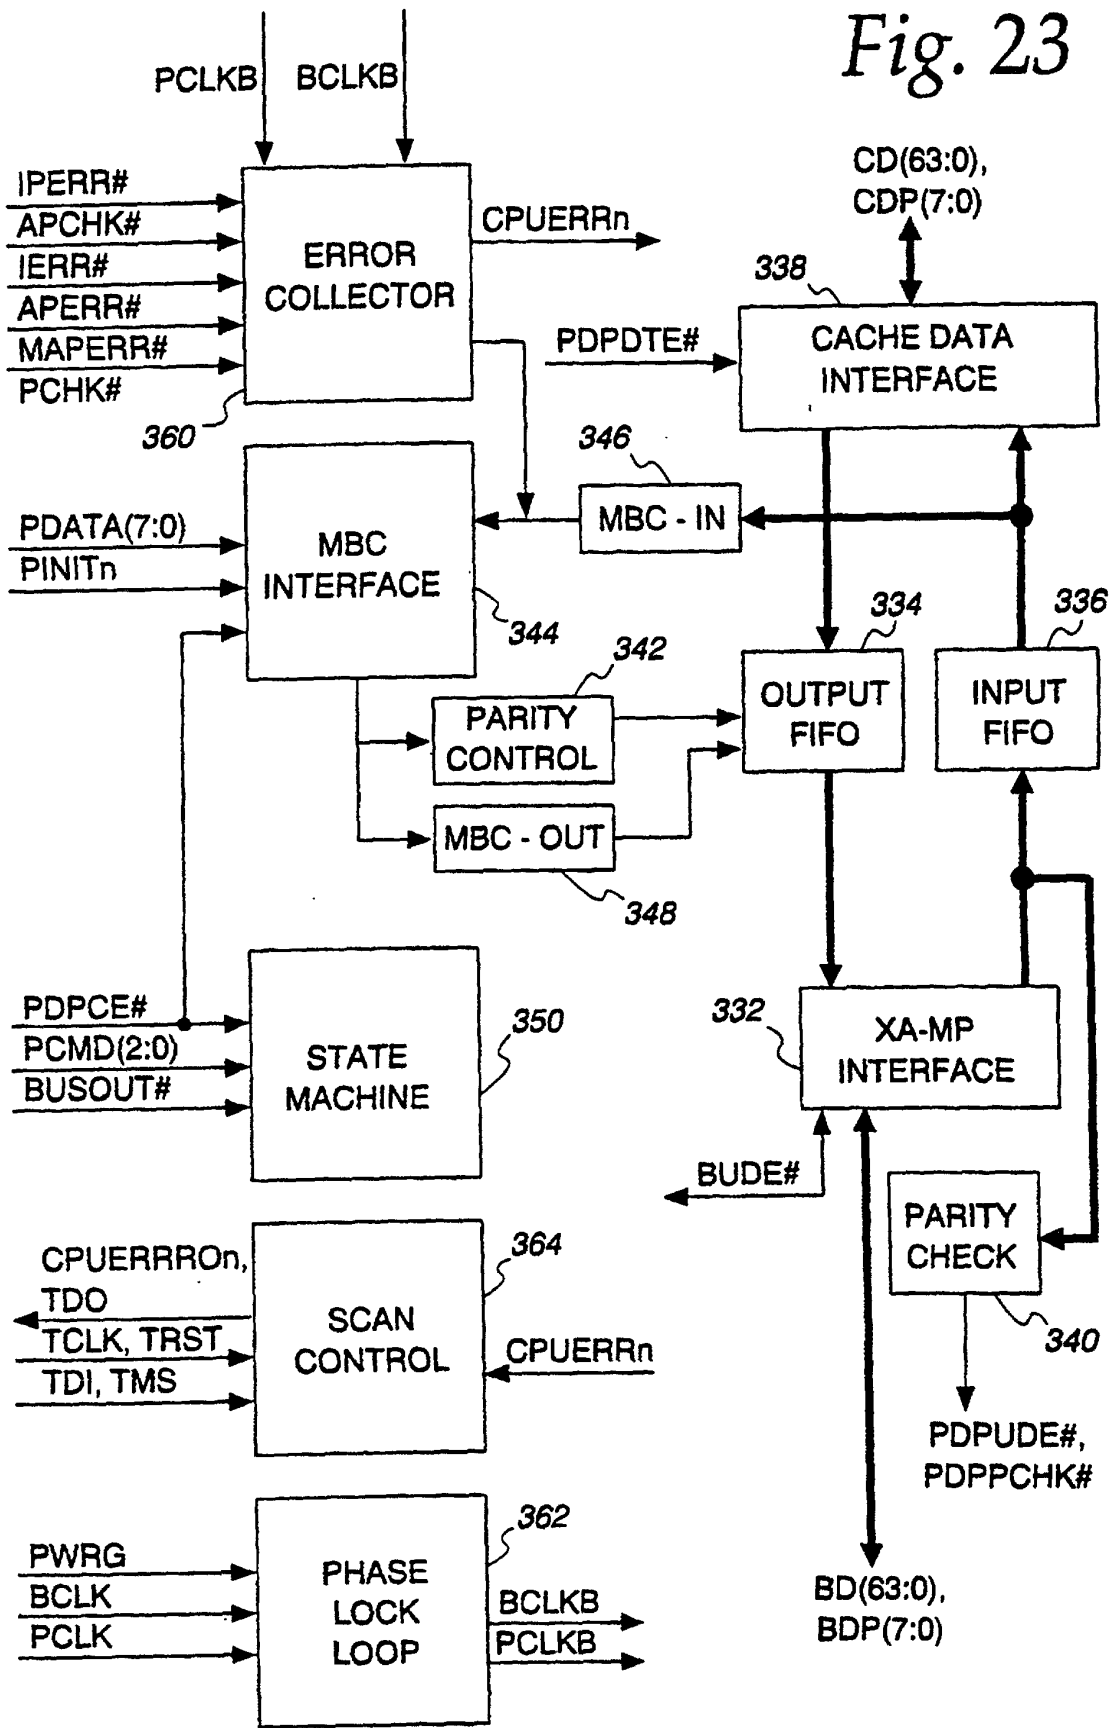 Fig. 23
PCLKB
BCLKB
IPERR#
APCHK#
IERR#
APERR#
MAPERR#
PCHK#
ERROR
COLLECTOR
360
CPUERRn
CD(63:0),
CDP(7:0)
338
PDPDTE#
CACHE DATA
INTERFACE
346
MBC - IN
PDATA(7:0)
PINITn
MBC
INTERFACE
344
342
PARITY
CONTROL
MBC - OUT
348
334
OUTPUT
FIFO
336
INPUT
FIFO
PDPCE#
PCMD(2:0)
BUSOUT#
STATE
MACHINE
350
332
XA-MP
INTERFACE
BUDE#
PARITY
CHECK
340
PDPUDE#,
PDPPCHK#
CPUERRROn,
TDO
TCLK, TRST
TDI, TMS
SCAN
CONTROL
364
CPUERRn
PWRG
BCLK
PCLK
PHASE
LOCK
LOOP
362
BCLKB
PCLKB
BD(63:0),
BDP(7:0)